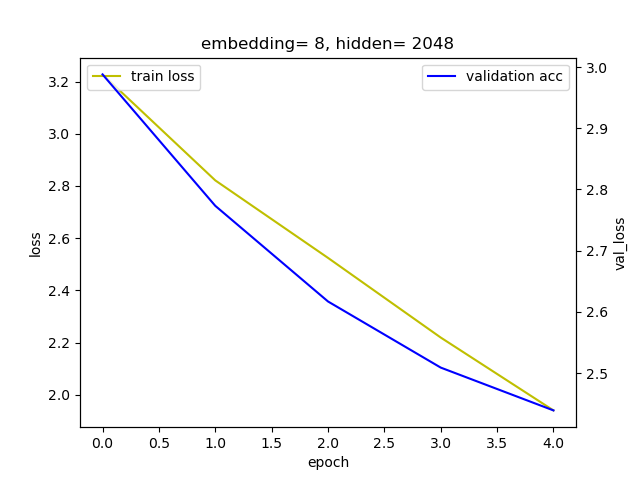 embedding= 8, hidden= 2048
train loss
validation acc
3.2
3.0
2.8
2.6
2.4
2.2
2.0
loss
3.0
2.9
2.8
2.7
2.6
2.5
val_loss
0.0 0.5 1.0 1.5 2.0 2.5 3.0 3.5 4.0
epoch